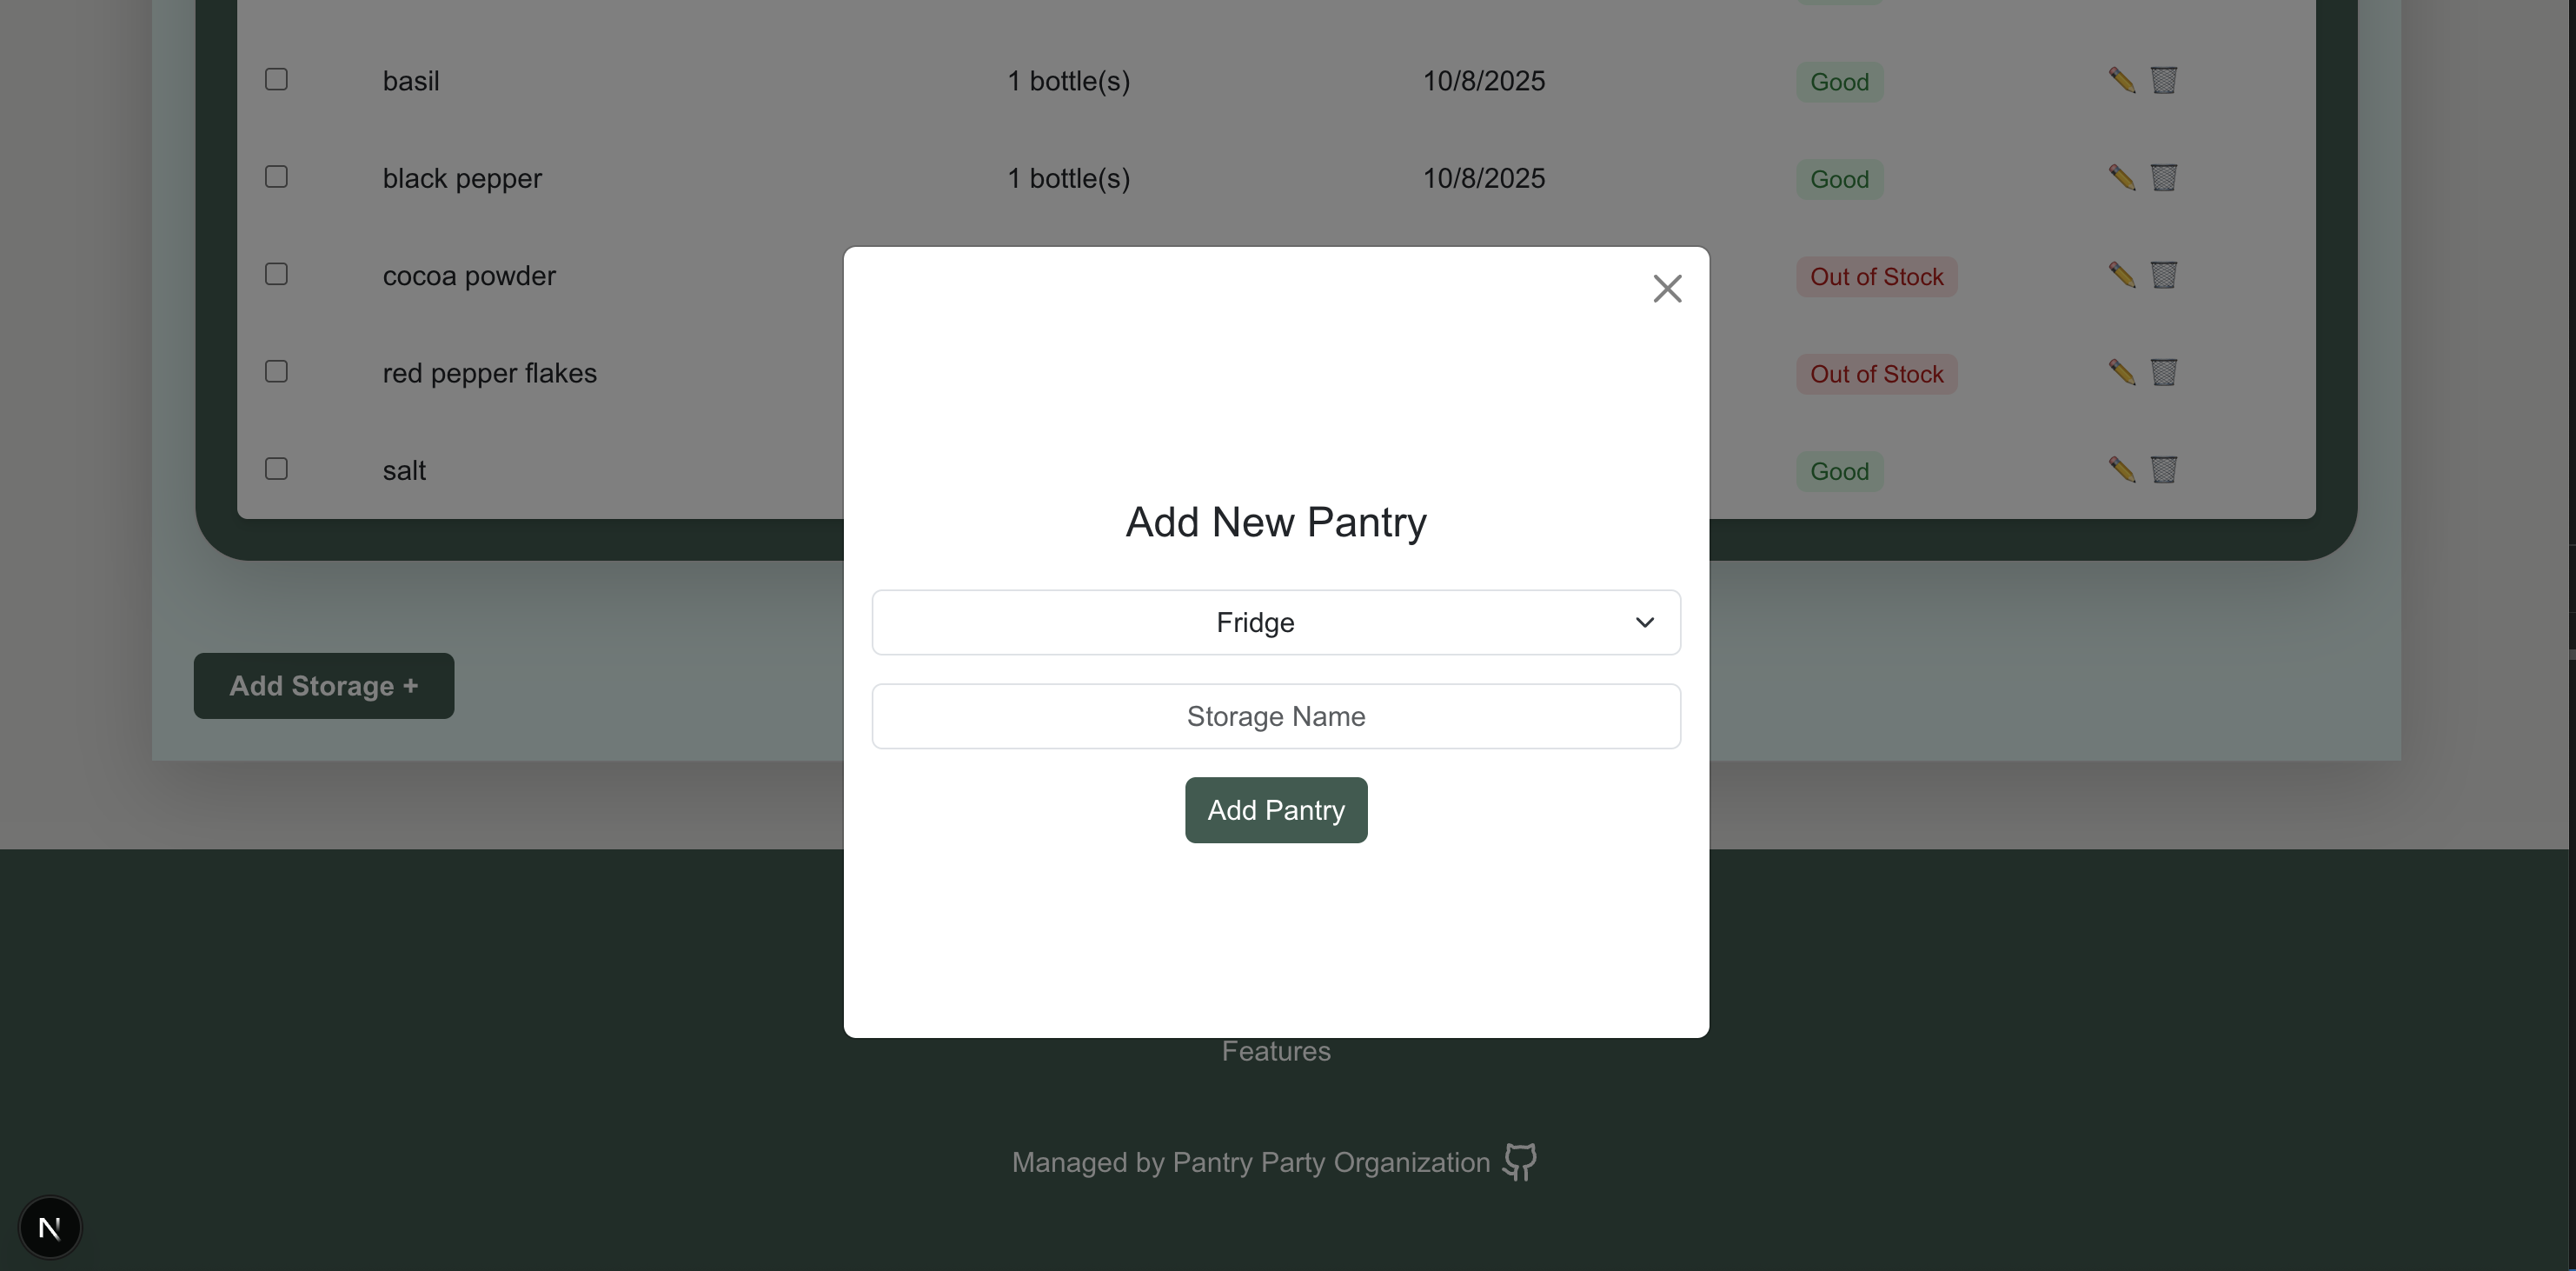 basil 1 bottle(s) 10/8/2025 Good
black pepper 1 bottle(s) 10/8/2025 Good
cocoa powder Out of Stock
red pepper flakes Out of Stock
salt Good
Add New Pantry
Fridge
Storage Name
Add Pantry
Add Storage +
Features
Managed by Pantry Party Organization
N